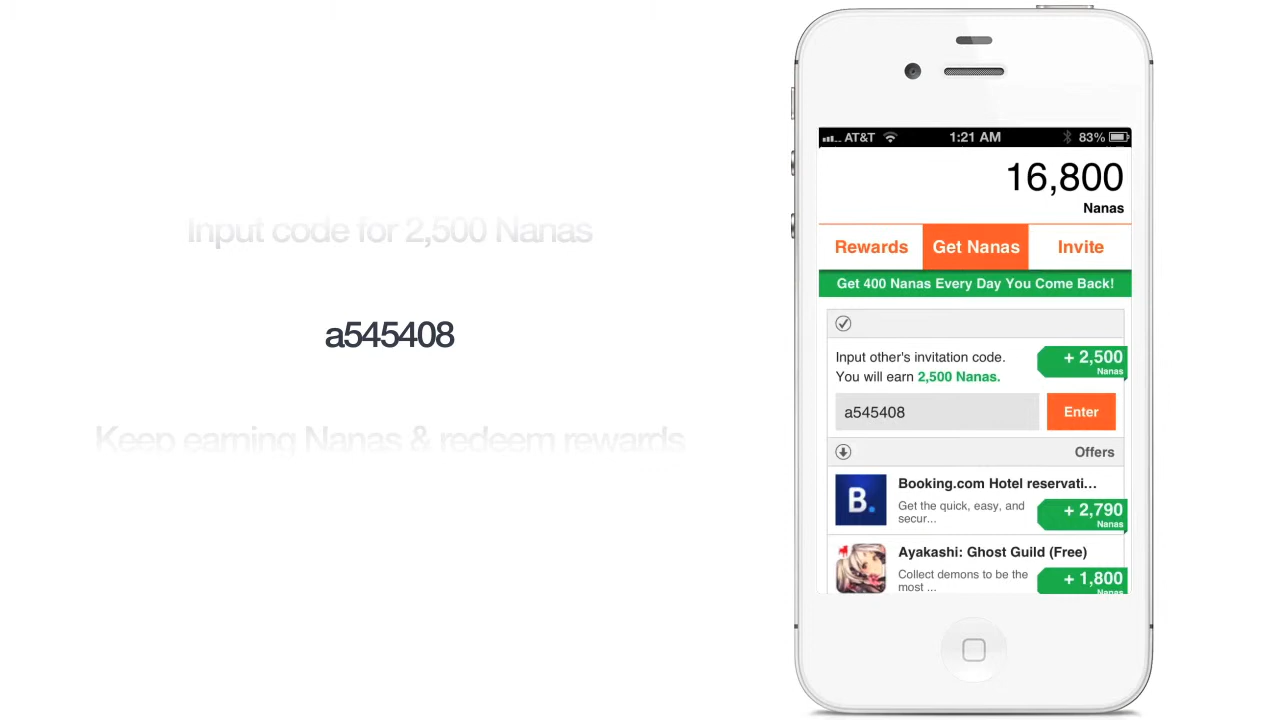 Input code for 2,500 Nanas
a545408
Keep earning Nanas & redeem rewards
AT&T 1:21 AM 83%
16,800
Nanas
Rewards Get Nanas Invite
Get 400 Nanas Every Day You Come Back!
Input other's invitation code.
You will earn 2,500 Nanas.
+ 2,500
Nanas
a545408 Enter
Offers
B.
Booking.com Hotel reservati...
Get the quick, easy, and
secur...
+ 2,790
Nanas
Ayakashi: Ghost Guild (Free)
Collect demons to be the
most ...
+ 1,800
Nanas